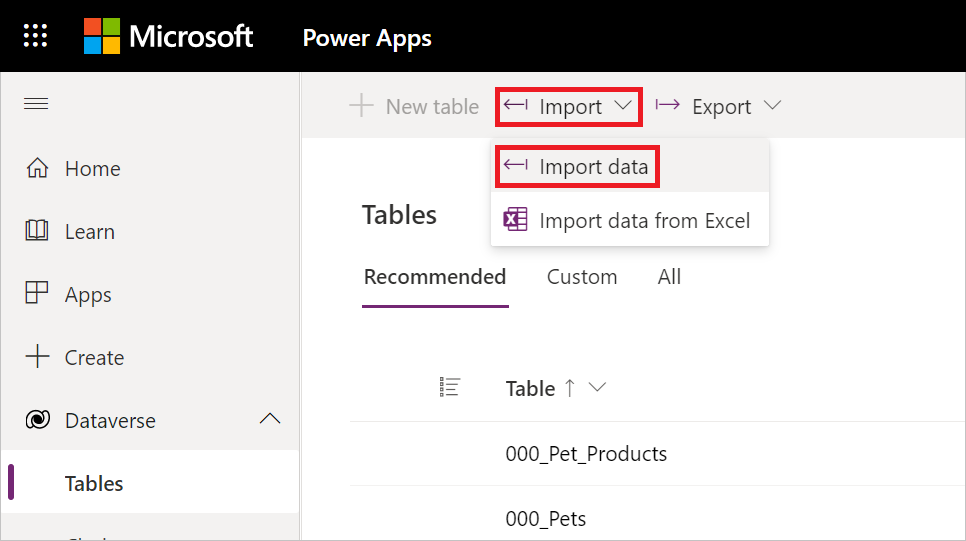 Microsoft Power Apps
New table Import Export
Import data
Import data from Excel
Home
Learn
Apps
Create
Dataverse
Tables
Tables
Recommended Custom All
Table
000_Pet_Products
000_Pets